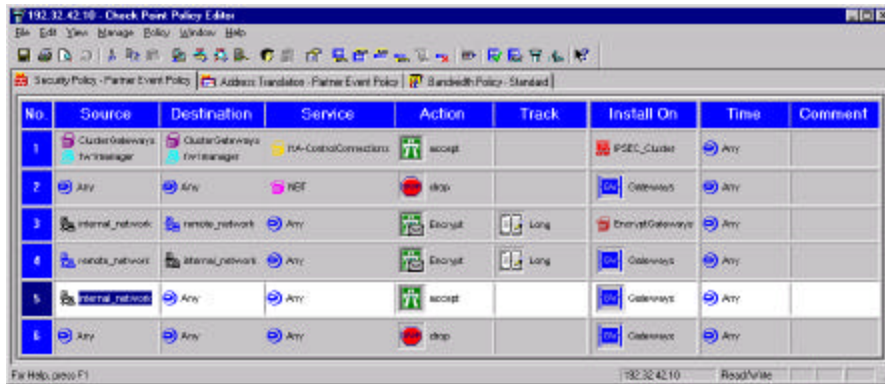 192.32.42.10 - Check Point Policy Editor
File Edit View Manage Policy Window Help
Security Policy - Partner Event Policy Address Translation - Partner Event Policy Bandwidth Policy - Standard
No. Source Destination Service Action Track Install On Time Comment
1 ClusterGateways fw1manager ClusterGateways fw1manager HA-ControlConnections accept IPSEC_Cluster Any
2 Any Any NBT drop Gateways Any
3 internal_network remote_network Any Encrypt Long EncryptGateways Any
4 remote_network internal_network Any Encrypt Long Gateways Any
5 internal_network Any Any accept Gateways Any
6 Any Any Any drop Gateways Any
For Help, press F1 192.32.42.10 Read/Write